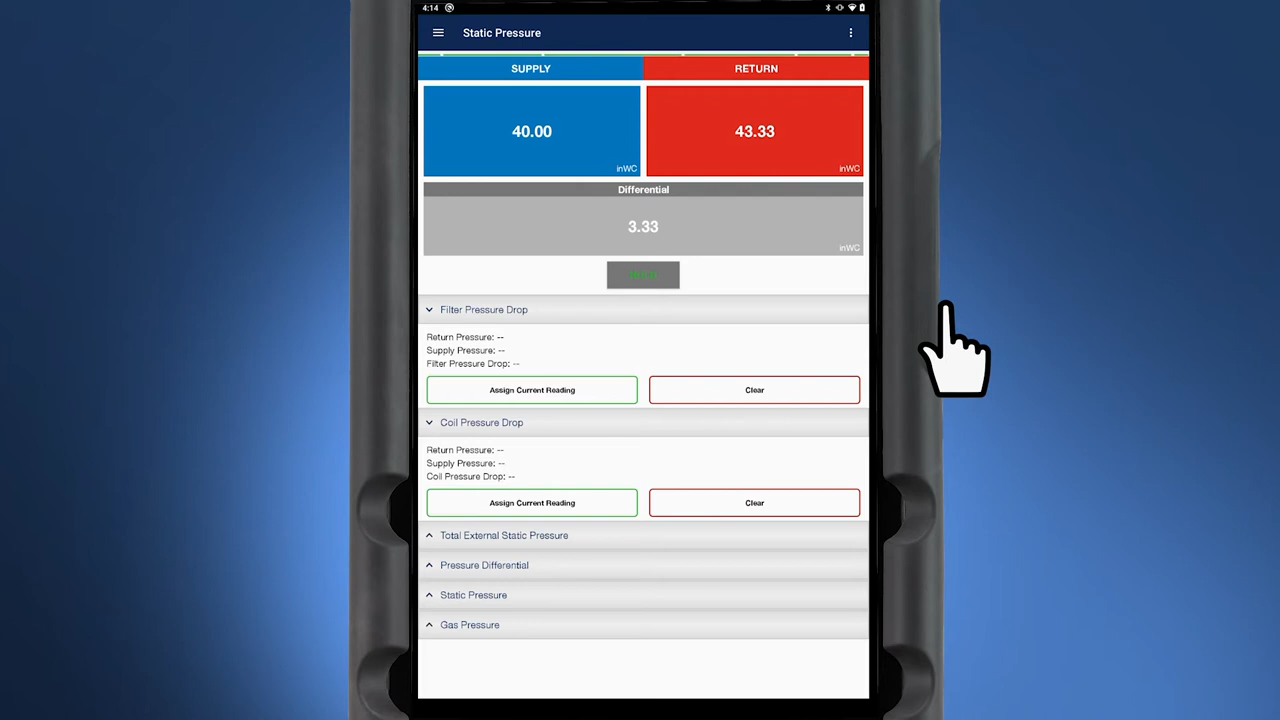 4:14
Static Pressure
SUPPLY
RETURN
40.00
inWC
43.33
inWC
Differential
3.33
inWC
Filter Pressure Drop
Return Pressure: --
Supply Pressure: --
Filter Pressure Drop: --
Assign Current Reading
Clear
Coil Pressure Drop
Return Pressure: --
Supply Pressure: --
Coil Pressure Drop: --
Assign Current Reading
Clear
Total External Static Pressure
Pressure Differential
Static Pressure
Gas Pressure